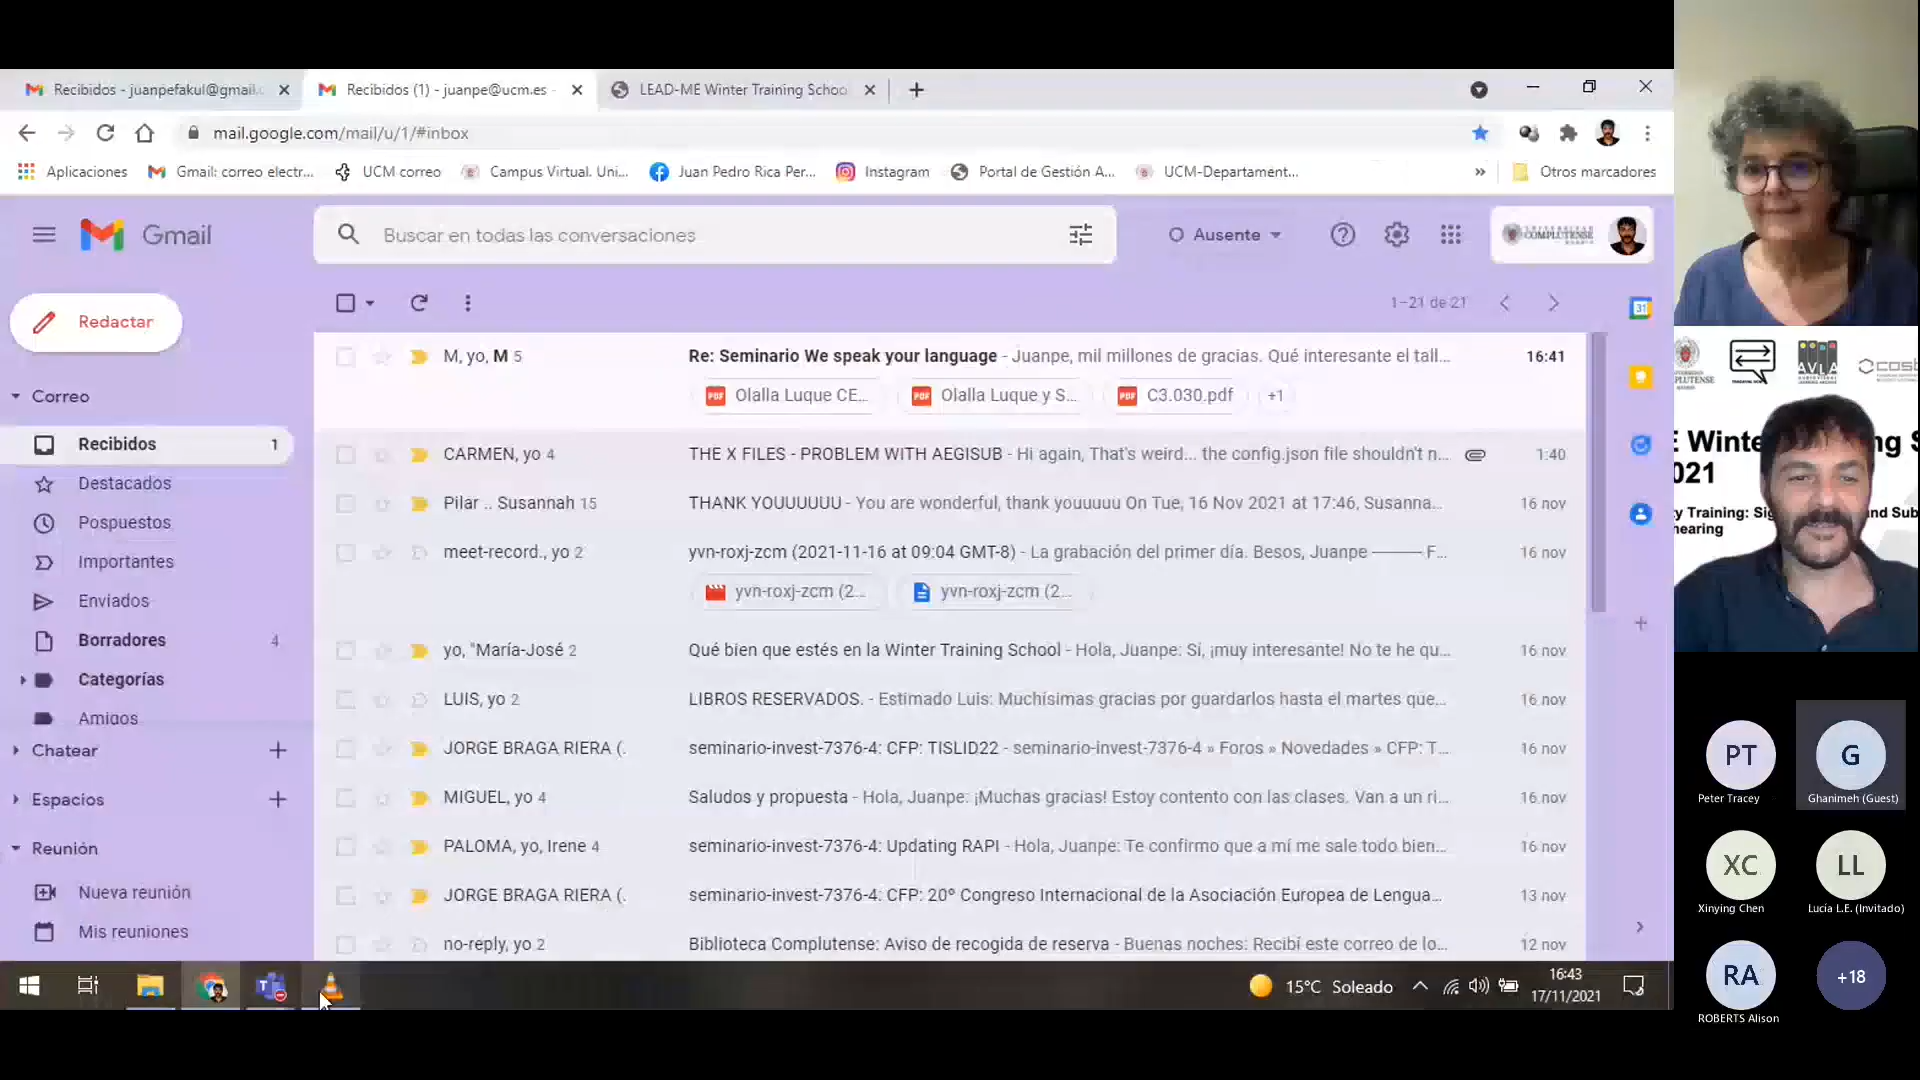 Recibidos - juanpefakul@gmail.c
Recibidos (1) - juanpe@ucm.es -
LEAD-ME Winter Training Schoo
mail.google.com/mail/u/1/#inbox
Aplicaciones
Gmail: correo electr...
UCM correo
Campus Virtual. Uni...
Juan Pedro Rica Per...
Instagram
Portal de Gestión A...
UCM-Departament...
»
Otros marcadores
Gmail
Buscar en todas las conversaciones
Ausente
COMPLUTENSE
Redactar
1–21 de 21
31
Correo
Recibidos 1
Destacados
Pospuestos
Importantes
Enviados
Borradores 4
Categorías
Amigos
Chatear
Espacios
Reunión
Nueva reunión
Mis reuniones
M, yo, M 5 Re: Seminario We speak your language - Juanpe, mil millones de gracias. Qué interesante el tall... 16:41
PDF Olalla Luque CE... PDF Olalla Luque y S... PDF C3.030.pdf +1
CARMEN, yo 4 THE X FILES - PROBLEM WITH AEGISUB - Hi again, That's weird... the config.json file shouldn't n... 1:40
Pilar .. Susannah 15 THANK YOUUUUUU - You are wonderful, thank youuuuu On Tue, 16 Nov 2021 at 17:46, Susanna... 16 nov
meet-record., yo 2 yvn-roxj-zcm (2021-11-16 at 09:04 GMT-8) - La grabación del primer día. Besos, Juanpe ——— F... 16 nov
yvn-roxj-zcm (2... yvn-roxj-zcm (2...
yo, "María-José 2 Qué bien que estés en la Winter Training School - Hola, Juanpe: Sí, ¡muy interesante! No te he qu... 16 nov
LUIS, yo 2 LIBROS RESERVADOS. - Estimado Luis: Muchísimas gracias por guardarlos hasta el martes que... 16 nov
JORGE BRAGA RIERA (. seminario-invest-7376-4: CFP: TISLID22 - seminario-invest-7376-4 » Foros » Novedades » CFP: T... 16 nov
MIGUEL, yo 4 Saludos y propuesta - Hola, Juanpe: ¡Muchas gracias! Estoy contento con las clases. Van a un ri... 16 nov
PALOMA, yo, Irene 4 seminario-invest-7376-4: Updating RAPI - Hola, Juanpe: Te confirmo que a mí me sale todo bien... 16 nov
JORGE BRAGA RIERA (. seminario-invest-7376-4: CFP: 20º Congreso Internacional de la Asociación Europea de Lengua... 13 nov
no-reply, yo 2 Biblioteca Complutense: Aviso de recogida de reserva - Buenas noches: Recibí este correo de lo... 12 nov
15°C Soleado
16:43
17/11/2021
AVLA
cost
E Winte
g S
021
ty Training: Sig
and Sub
hearing
PT
Peter Tracey
G
Ghanimeh (Guest)
XC
Xinying Chen
LL
Lucía L.E. (Invitado)
RA
ROBERTS Alison
+18